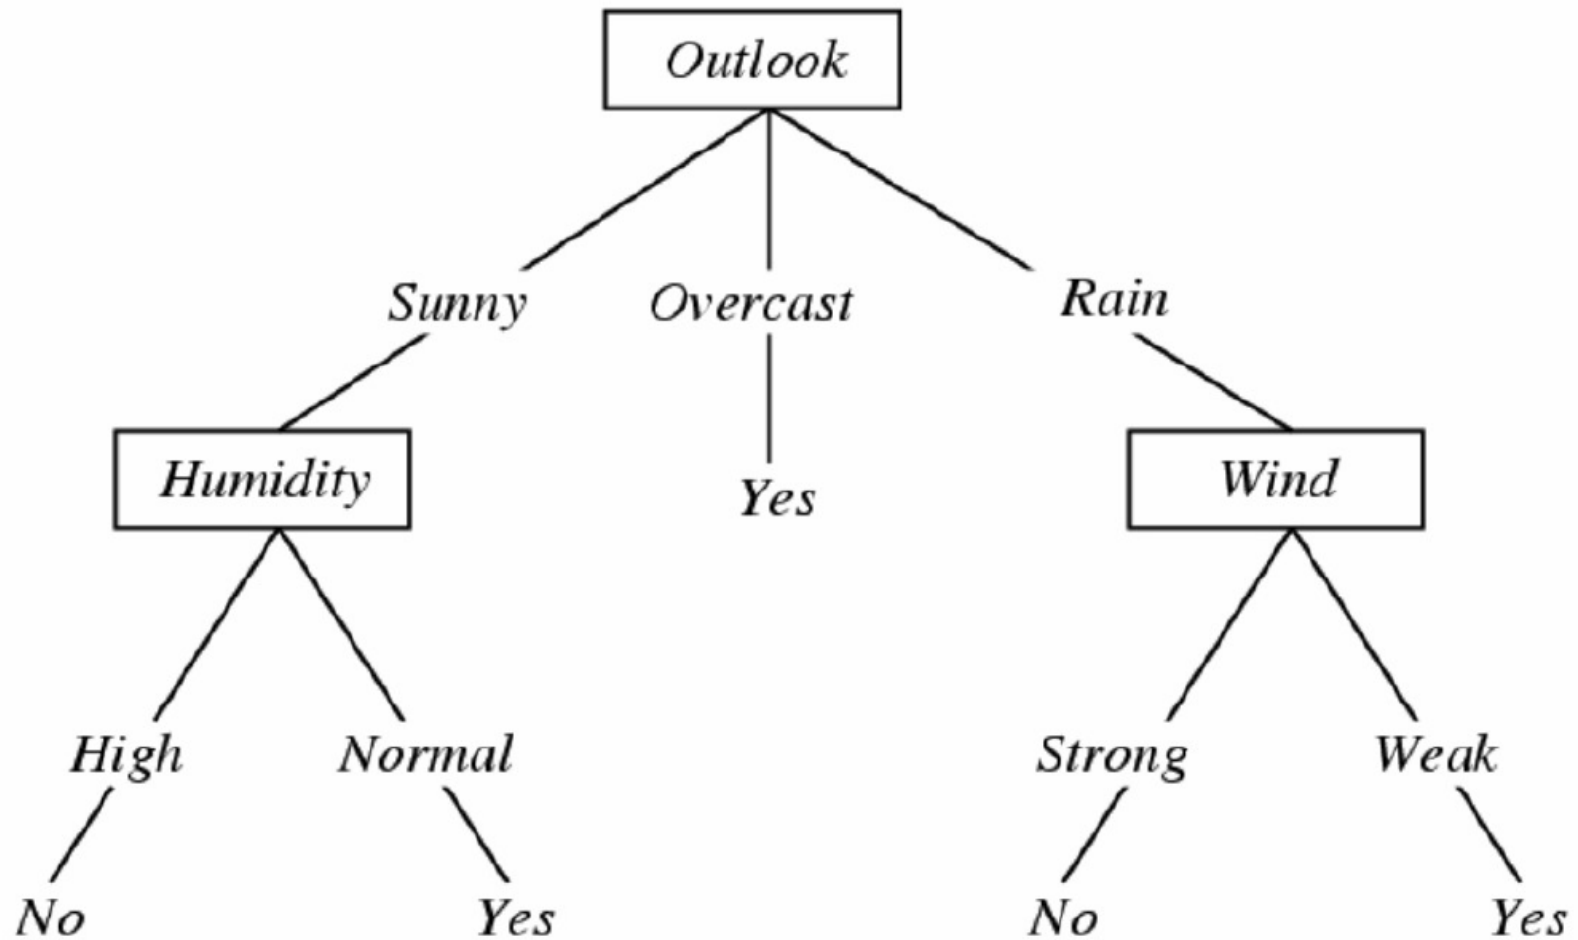 Outlook
Sunny Overcast Rain
Humidity Yes Wind
High Normal Strong Weak
No Yes No Yes